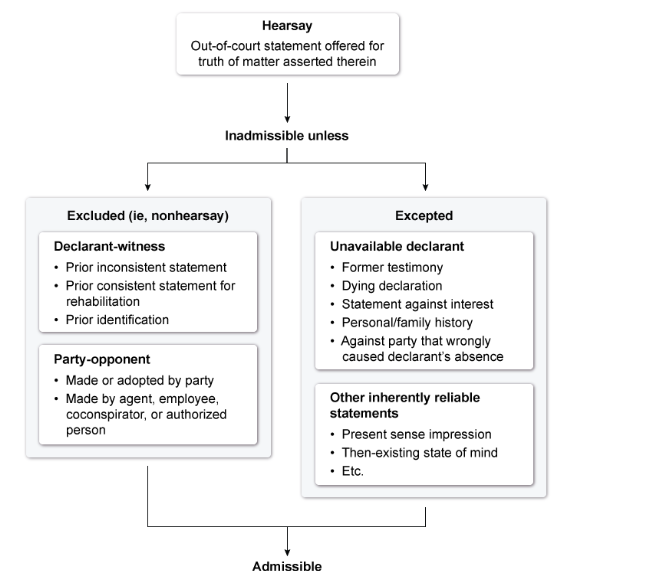 Hearsay
Out-of-court statement offered for
truth of matter asserted therein
Inadmissible unless
Excluded (ie, nonhearsay)
Declarant-witness
• Prior inconsistent statement
• Prior consistent statement for
rehabilitation
• Prior identification
Party-opponent
• Made or adopted by party
• Made by agent, employee,
coconspirator, or authorized
person
Excepted
Unavailable declarant
• Former testimony
• Dying declaration
• Statement against interest
• Personal/family history
• Against party that wrongly
caused declarant's absence
Other inherently reliable
statements
• Present sense impression
• Then-existing state of mind
• Etc.
Admissible